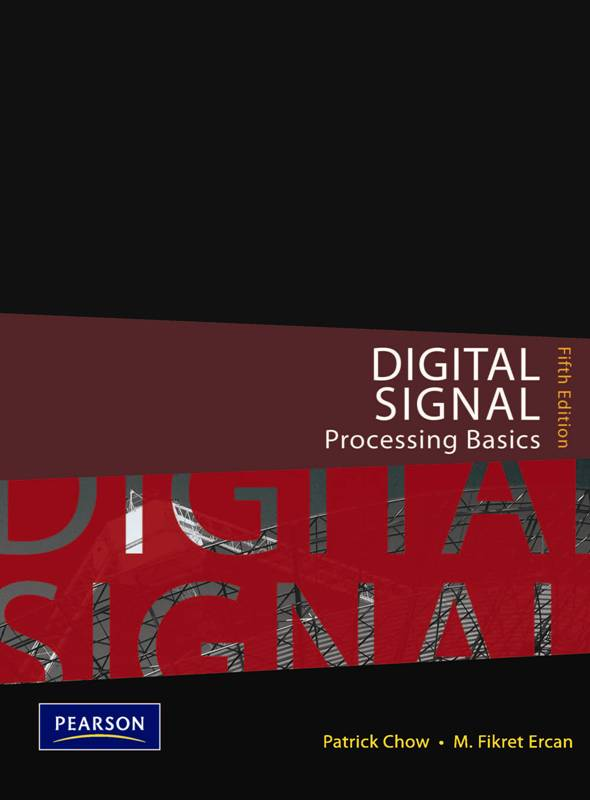 DIGITAL
SIGNAL
Processing Basics
Fifth Edition
DIGITAL
SIGNAL
PEARSON
Patrick Chow • M. Fikret Ercan